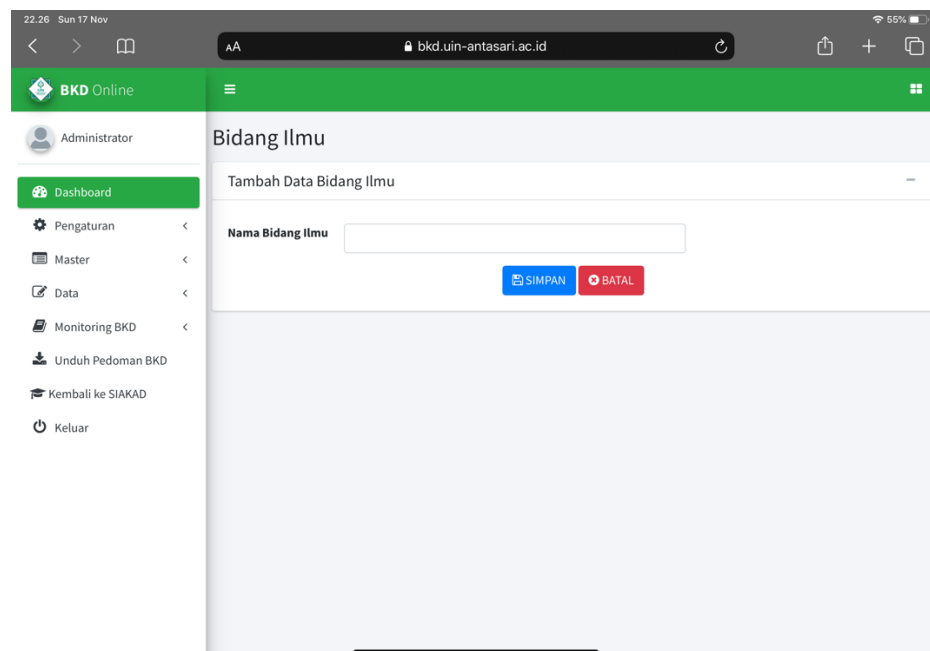 22.26 Sun 17 Nov
55%
AA
bkd.uin-antasari.ac.id
BKD Online
Administrator
Dashboard
Pengaturan
Master
Data
Monitoring BKD
Unduh Pedoman BKD
Kembali ke SIAKAD
Keluar
Bidang Ilmu
Tambah Data Bidang Ilmu
Nama Bidang Ilmu
SIMPAN
BATAL